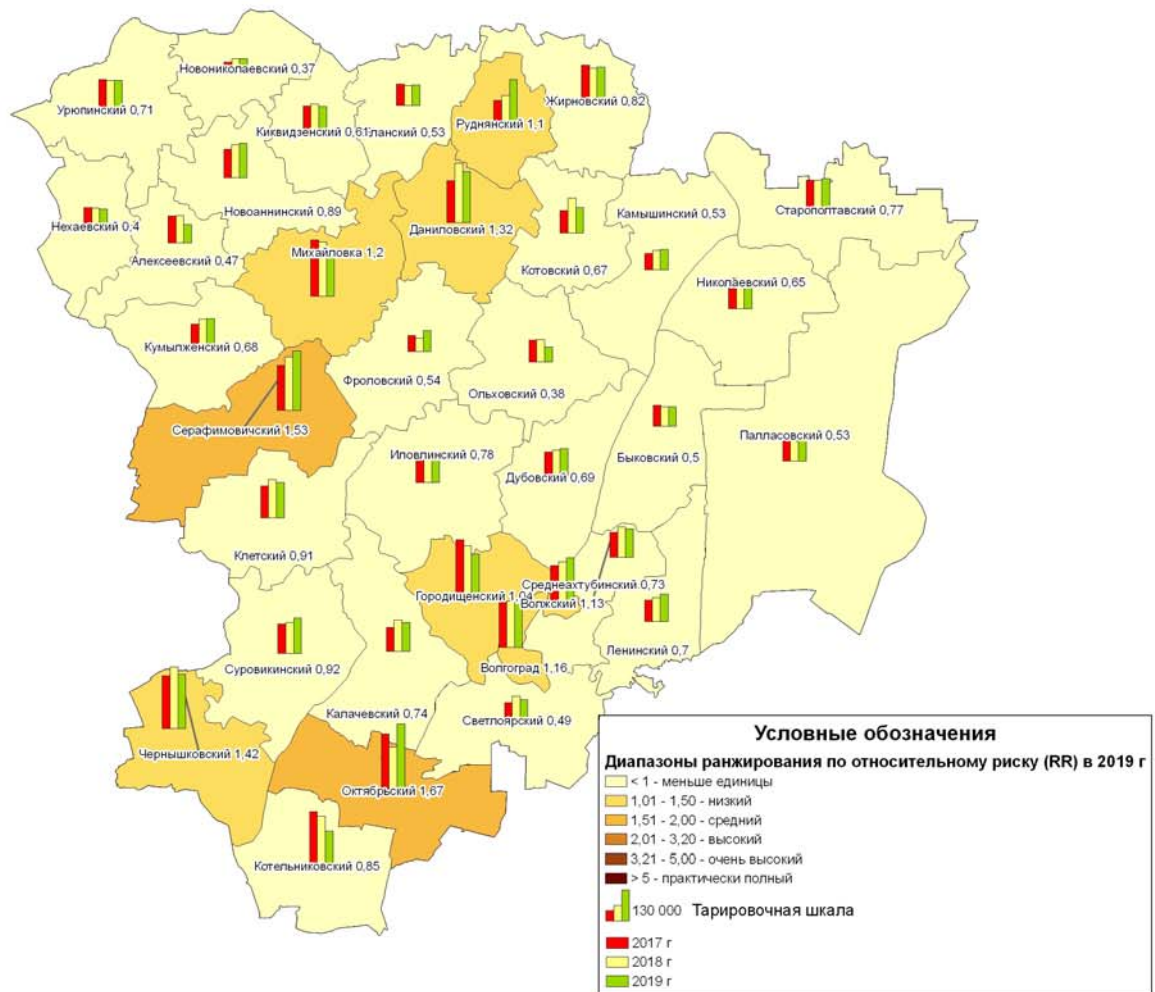 Новониколаевский 0,37
Урюпинский 0,71
Киквидзенский 0,61
ланский 0,53
Руднянский 1,1
Жирновский 0,82
Нехаевский 0,4
Алексеевский 0,47
Новоаннинский 0,89
Михайловка 1,2
Даниловский 1,32
Котовский 0,67
Камышинский 0,53
Старополтавский 0,77
Николаевский 0,65
Кумылженский 0,68
Фроловский 0,54
Ольховский 0,38
Серафимовичский 1,53
Иловлинский 0,78
Дубовский 0,69
Быковский 0,5
Палласовский 0,53
Клетский 0,91
Городищенский 1,04
Среднеахтубинский 0,73
Волжский 1,13
Ленинский 0,7
Волгоград 1,16
Суровикинский 0,92
Калачевский 0,74
Светлоярский 0,49
Чернышковский 1,42
Октябрьский 1,67
Котельниковский 0,85
Условные обозначения
Диапазоны ранжирования по относительному риску (RR) в 2019 г
< 1 - меньше единицы
1,01 - 1,50 - низкий
1,51 - 2,00 - средний
2,01 - 3,20 - высокий
3,21 - 5,00 - очень высокий
> 5 - практически полный
130 000 Тарировочная шкала
2017 г
2018 г
2019 г